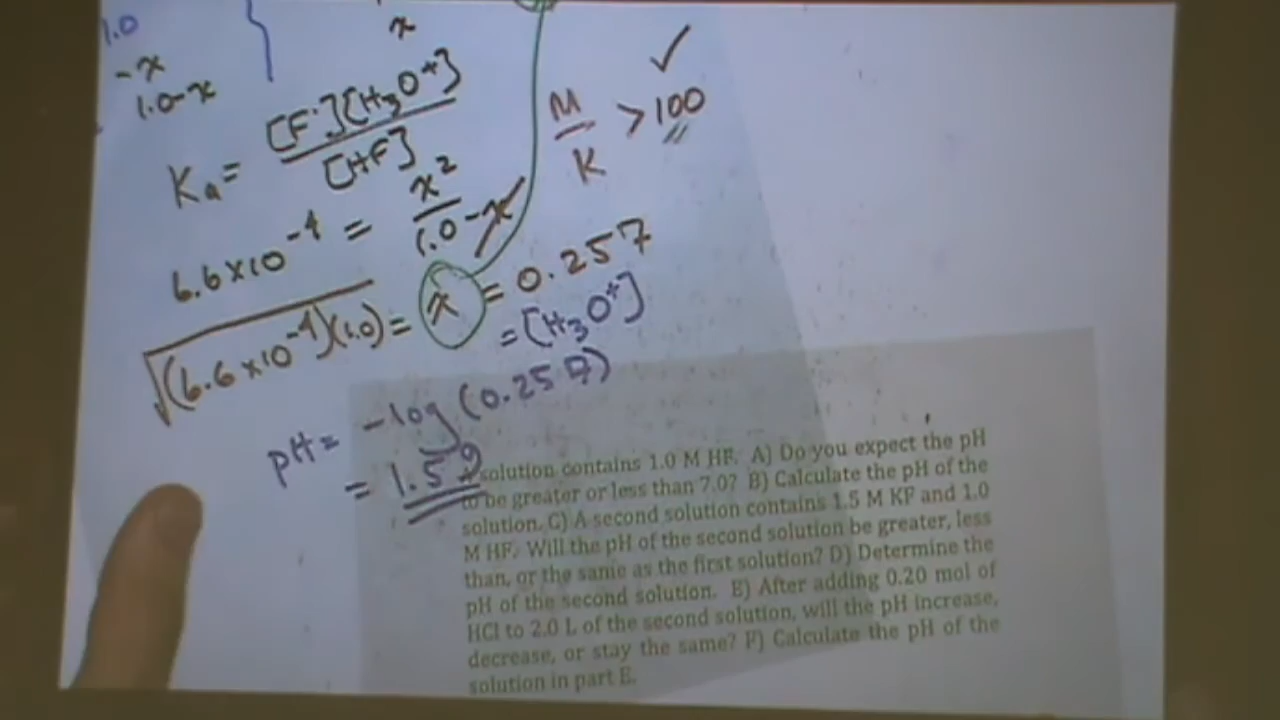 1.0
-x
1.0-x
x
Ka = [F-][H3O+] / [HF]
M / K > 100 ✓
6.6 x 10^-4 = x^2 / 1.0 - x
√(6.6 x 10^-4)(1.0) = x = 0.257
= [H3O+]
pH = -log (0.257)
= 1.59
solution contains 1.0 M HF. A) Do you expect the pH
to be greater or less than 7.0? B) Calculate the pH of the
solution. C) A second solution contains 1.5 M KF and 1.0
M HF. Will the pH of the second solution be greater, less
than, or the same as the first solution? D) Determine the
pH of the second solution. E) After adding 0.20 mol of
HCl to 2.0 L of the second solution, will the pH increase,
decrease, or stay the same? F) Calculate the pH of the
solution in part E.